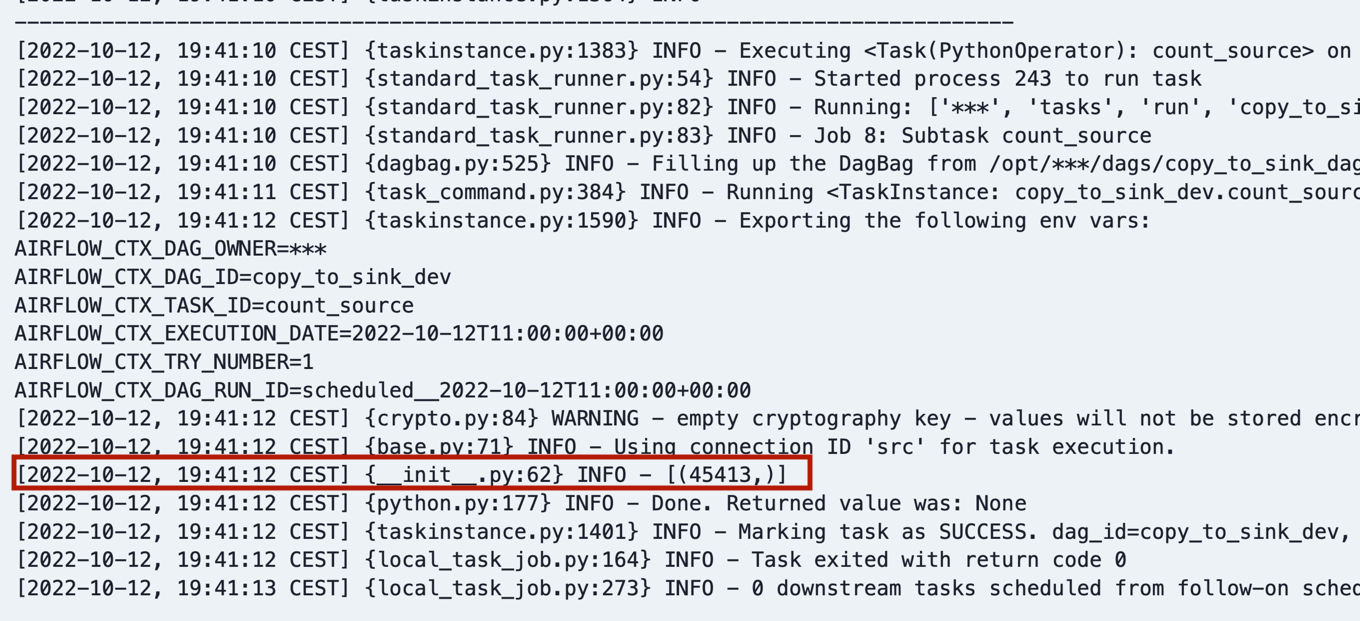 ————————————————————————————————————————————————————————————————————————————————
[2022-10-12, 19:41:10 CEST] {taskinstance.py:1383} INFO - Executing <Task(PythonOperator): count_source> on
[2022-10-12, 19:41:10 CEST] {standard_task_runner.py:54} INFO - Started process 243 to run task
[2022-10-12, 19:41:10 CEST] {standard_task_runner.py:82} INFO - Running: ['***', 'tasks', 'run', 'copy_to_si
[2022-10-12, 19:41:10 CEST] {standard_task_runner.py:83} INFO - Job 8: Subtask count_source
[2022-10-12, 19:41:10 CEST] {dagbag.py:525} INFO - Filling up the DagBag from /opt/***/dags/copy_to_sink_dag
[2022-10-12, 19:41:11 CEST] {task_command.py:384} INFO - Running <TaskInstance: copy_to_sink_dev.count_sourc
[2022-10-12, 19:41:12 CEST] {taskinstance.py:1590} INFO - Exporting the following env vars:
AIRFLOW_CTX_DAG_OWNER=***
AIRFLOW_CTX_DAG_ID=copy_to_sink_dev
AIRFLOW_CTX_TASK_ID=count_source
AIRFLOW_CTX_EXECUTION_DATE=2022-10-12T11:00:00+00:00
AIRFLOW_CTX_TRY_NUMBER=1
AIRFLOW_CTX_DAG_RUN_ID=scheduled__2022-10-12T11:00:00+00:00
[2022-10-12, 19:41:12 CEST] {crypto.py:84} WARNING - empty cryptography key - values will not be stored encr
[2022-10-12, 19:41:12 CEST] {base.py:71} INFO - Using connection ID 'src' for task execution.
[2022-10-12, 19:41:12 CEST] {__init__.py:62} INFO - [(45413,)]
[2022-10-12, 19:41:12 CEST] {python.py:177} INFO - Done. Returned value was: None
[2022-10-12, 19:41:12 CEST] {taskinstance.py:1401} INFO - Marking task as SUCCESS. dag_id=copy_to_sink_dev,
[2022-10-12, 19:41:12 CEST] {local_task_job.py:164} INFO - Task exited with return code 0
[2022-10-12, 19:41:13 CEST] {local_task_job.py:273} INFO - 0 downstream tasks scheduled from follow-on sched